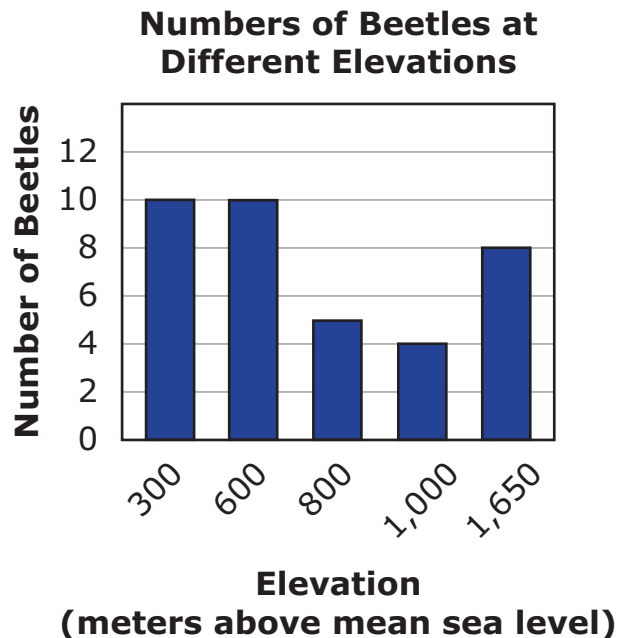 Numbers of Beetles at
Different Elevations
Number of Beetles
12
10
8
6
4
2
0
300
600
800
1,000
1,650
Elevation
(meters above mean sea level)